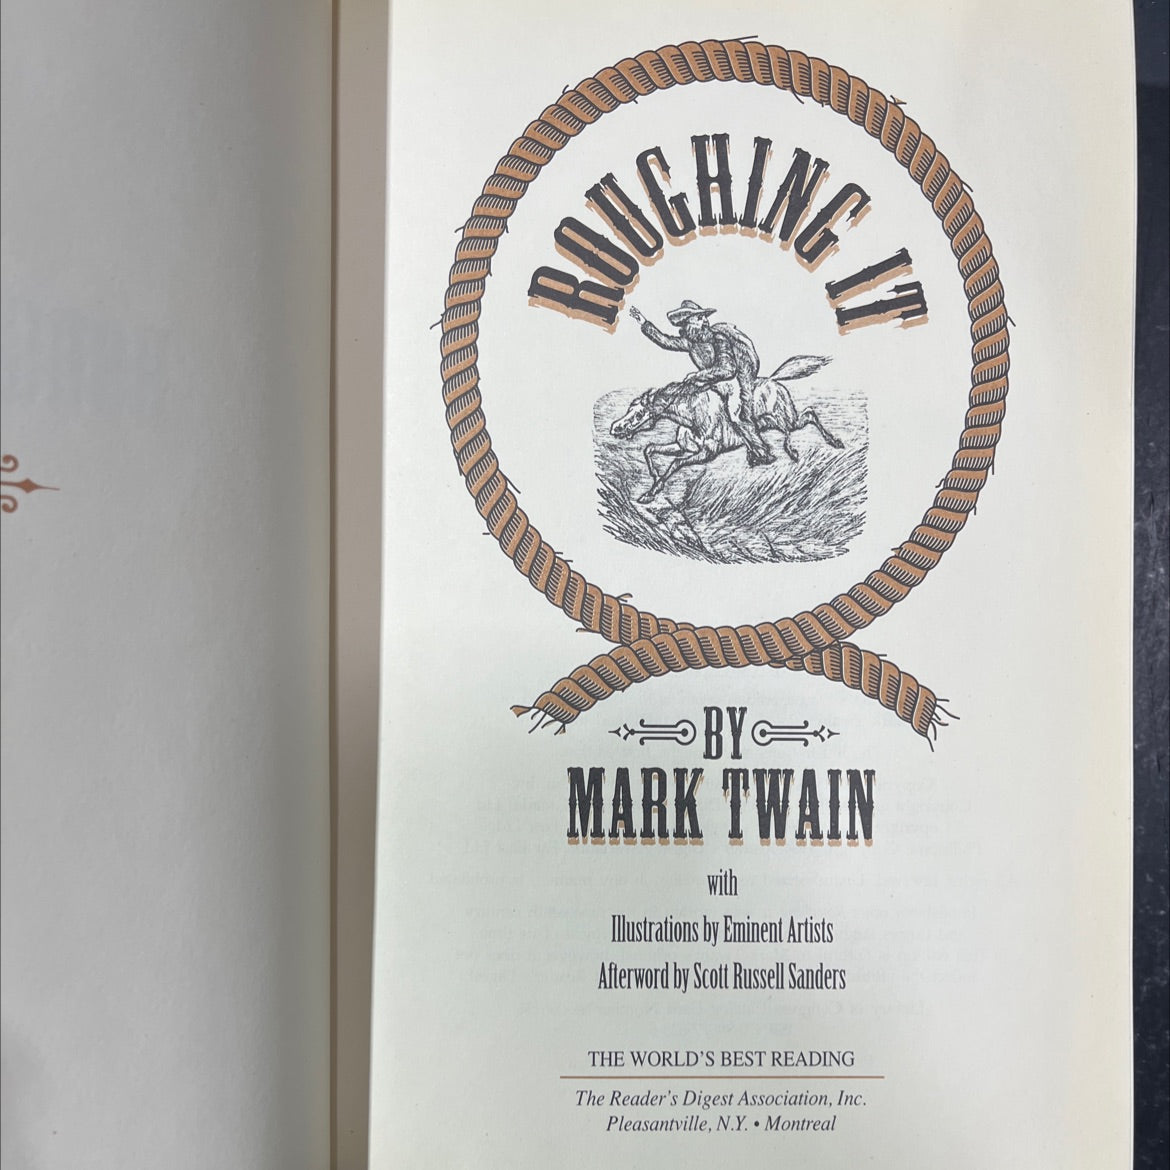 ROUGHING IT
BY
MARK TWAIN
with
Illustrations by Eminent Artists
Afterword by Scott Russell Sanders
THE WORLD'S BEST READING
The Reader's Digest Association, Inc.
Pleasantville, N.Y. • Montreal